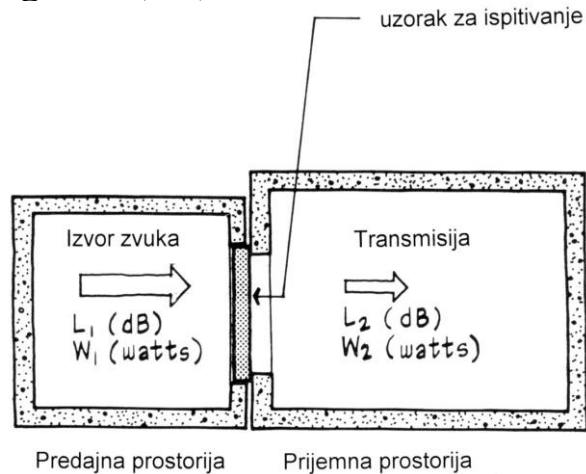 uzorak za ispitivanje
Izvor zvuka
L₁ (dB)
W₁ (watts)
Transmisija
L₂ (dB)
W₂ (watts)
Predajna prostorija
Prijemna prostorija